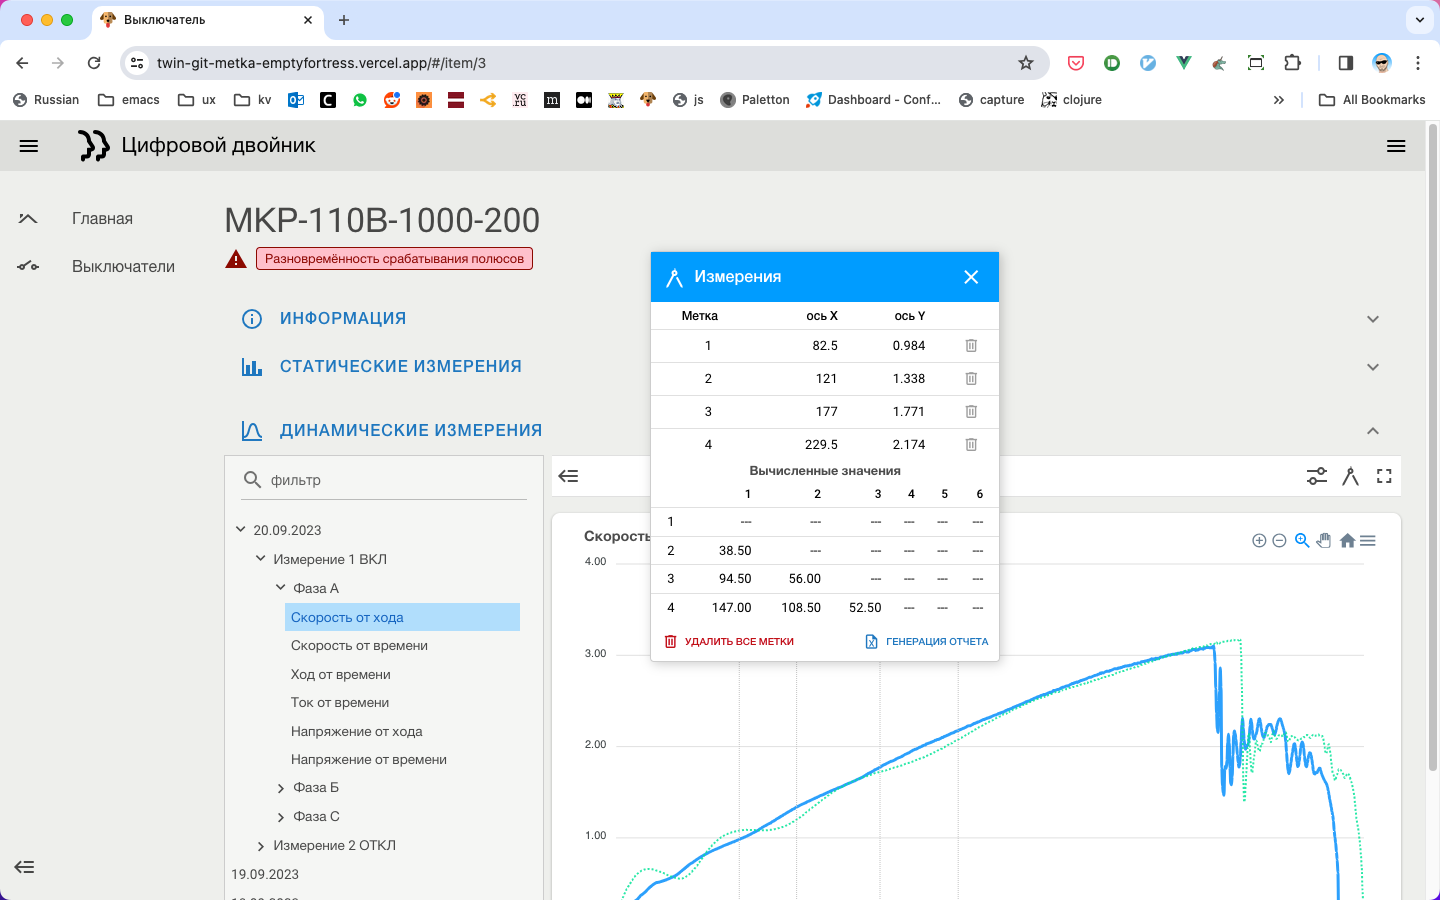 Выключатель
twin-git-metka-emptyfortress.vercel.app/#/item/3
Russian
emacs
ux
kv
js
Paletton
Dashboard - Conf...
capture
clojure
All Bookmarks
Цифровой двойник
Главная
Выключатели
МКР-110В-1000-200
Разновремённость срабатывания полюсов
ИНФОРМАЦИЯ
СТАТИЧЕСКИЕ ИЗМЕРЕНИЯ
ДИНАМИЧЕСКИЕ ИЗМЕРЕНИЯ
фильтр
20.09.2023
Измерение 1 ВКЛ
Фаза А
Скорость от хода
Скорость от времени
Ход от времени
Ток от времени
Напряжение от хода
Напряжение от времени
Фаза Б
Фаза С
Измерение 2 ОТКЛ
19.09.2023
Измерения
Метка ось X ось Y
1 82.5 0.984
2 121 1.338
3 177 1.771
4 229.5 2.174
Вычисленные значения
1 2 3 4 5 6
1 --- --- --- --- --- ---
2 38.50 --- --- --- --- ---
3 94.50 56.00 --- --- --- ---
4 147.00 108.50 52.50 --- --- ---
УДАЛИТЬ ВСЕ МЕТКИ
ГЕНЕРАЦИЯ ОТЧЕТА
Скорость
4.00
3.00
2.00
1.00